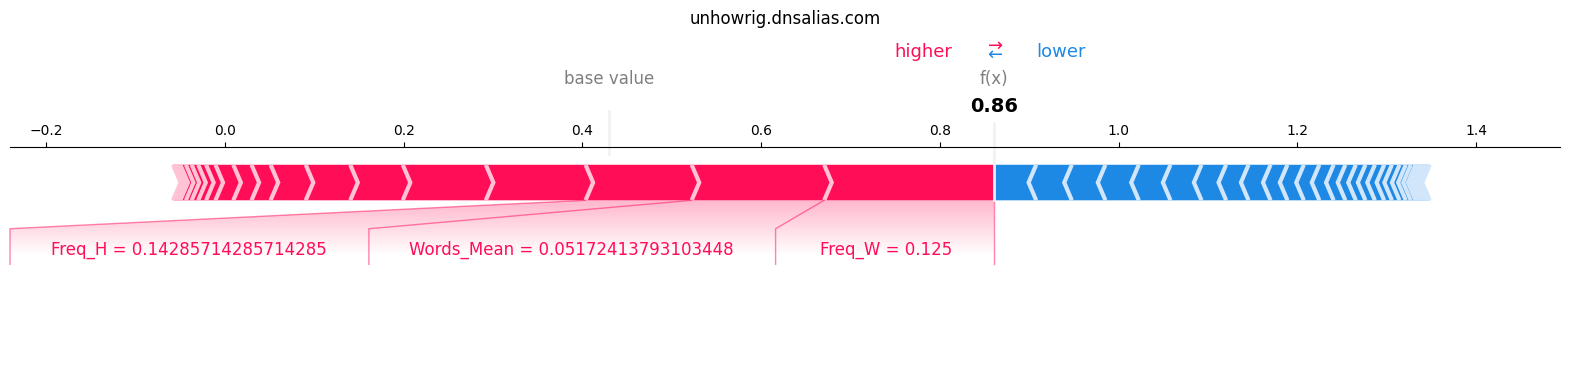 unhowrig.dnsalias.com
higher ⇄ lower
base value f(x)
0.86
−0.2 0.0 0.2 0.4 0.6 0.8 1.0 1.2 1.4
Freq_H = 0.14285714285714285 Words_Mean = 0.05172413793103448 Freq_W = 0.125